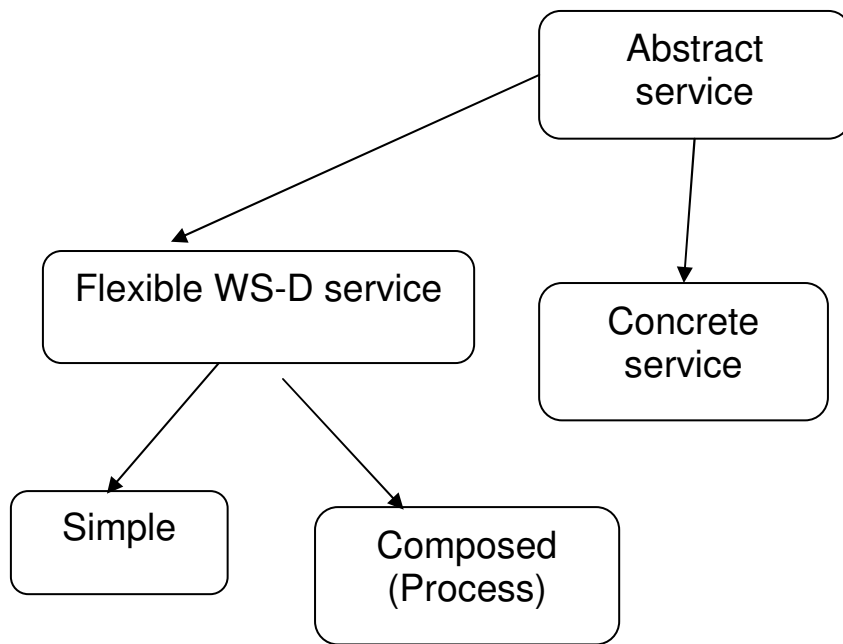 Abstract
service
Flexible WS-D service
Concrete
service
Simple
Composed
(Process)